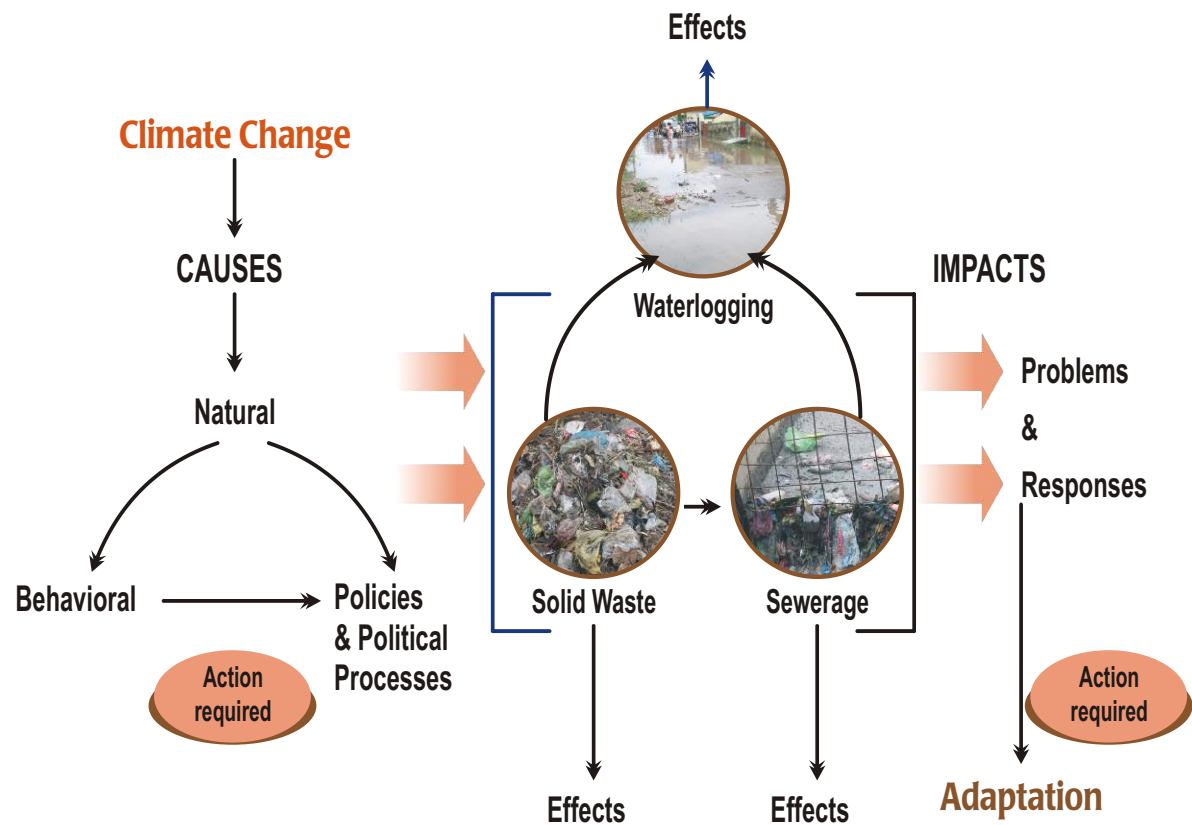 Effects
Climate Change
CAUSES
IMPACTS
Waterlogging
Natural
Problems
&
Responses
Behavioral
Policies
& Political
Processes
Solid Waste
Sewerage
Action
required
Action
required
Effects
Effects
Adaptation